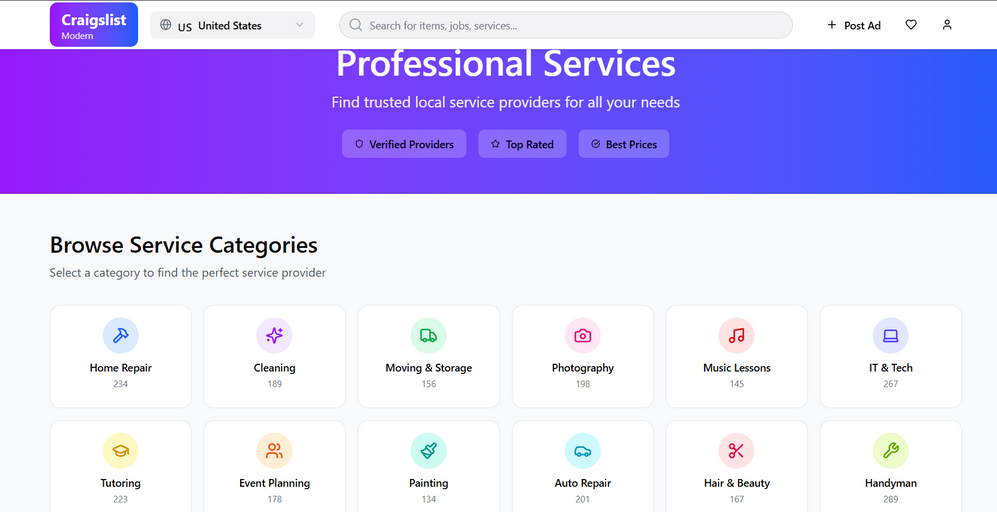 Craigslist
Modern
US United States
Search for items, jobs, services...
Post Ad
Professional Services
Find trusted local service providers for all your needs
Verified Providers
Top Rated
Best Prices
Browse Service Categories
Select a category to find the perfect service provider
Home Repair
234
Cleaning
189
Moving & Storage
156
Photography
198
Music Lessons
145
IT & Tech
267
Tutoring
223
Event Planning
178
Painting
134
Auto Repair
201
Hair & Beauty
167
Handyman
289